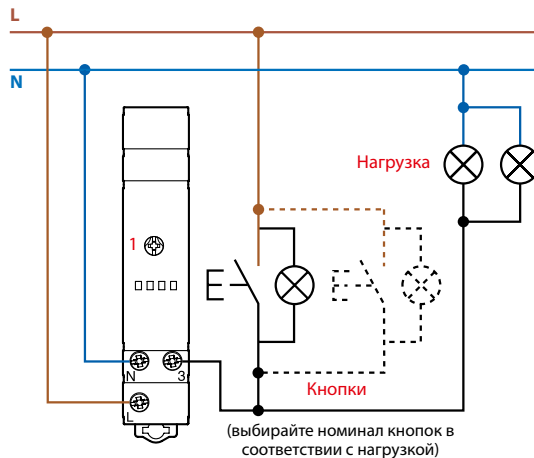 L
N
Нагрузка
1
N
3
L
Кнопки
(выбирайте номинал кнопок в
соответствии с нагрузкой)